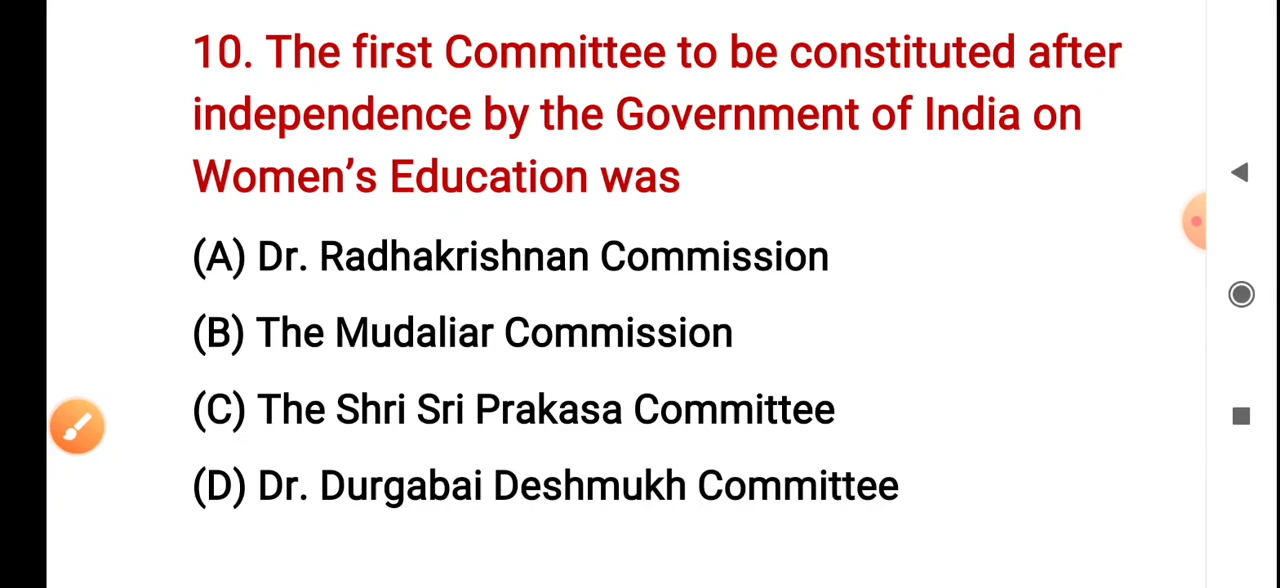 10. The first Committee to be constituted after
independence by the Government of India on
Women’s Education was
(A) Dr. Radhakrishnan Commission
(B) The Mudaliar Commission
(C) The Shri Sri Prakasa Committee
(D) Dr. Durgabai Deshmukh Committee